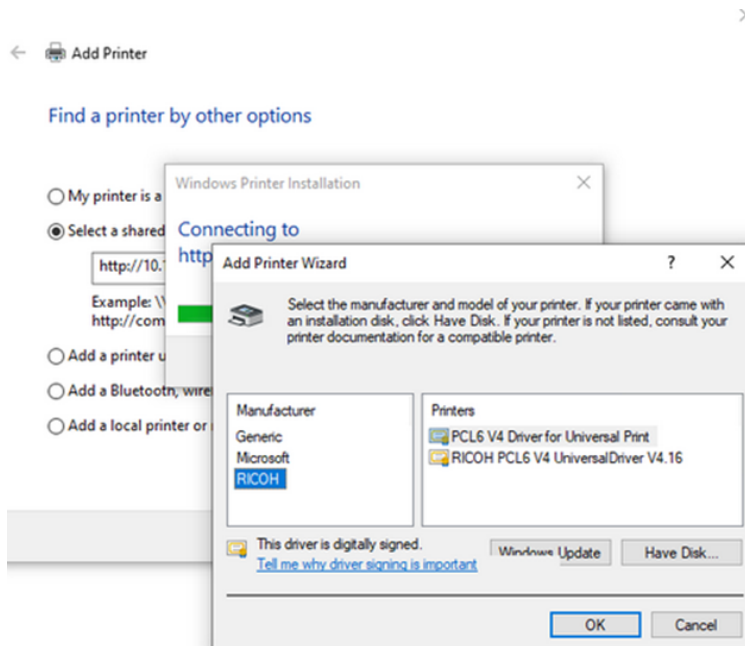 Add Printer
Find a printer by other options
My printer is a
Select a shared
http://10.
Example: \\
http://com
Add a printer u
Add a Bluetooth, wire
Add a local printer or
Windows Printer Installation
Connecting to
http
Add Printer Wizard
?
Select the manufacturer and model of your printer. If your printer came with
an installation disk, click Have Disk. If your printer is not listed, consult your
printer documentation for a compatible printer.
Manufacturer
Generic
Microsoft
RICOH
Printers
PCL6 V4 Driver for Universal Print
RICOH PCL6 V4 UniversalDriver V4.16
This driver is digitally signed.
Tell me why driver signing is important
Windows Update
Have Disk...
OK
Cancel